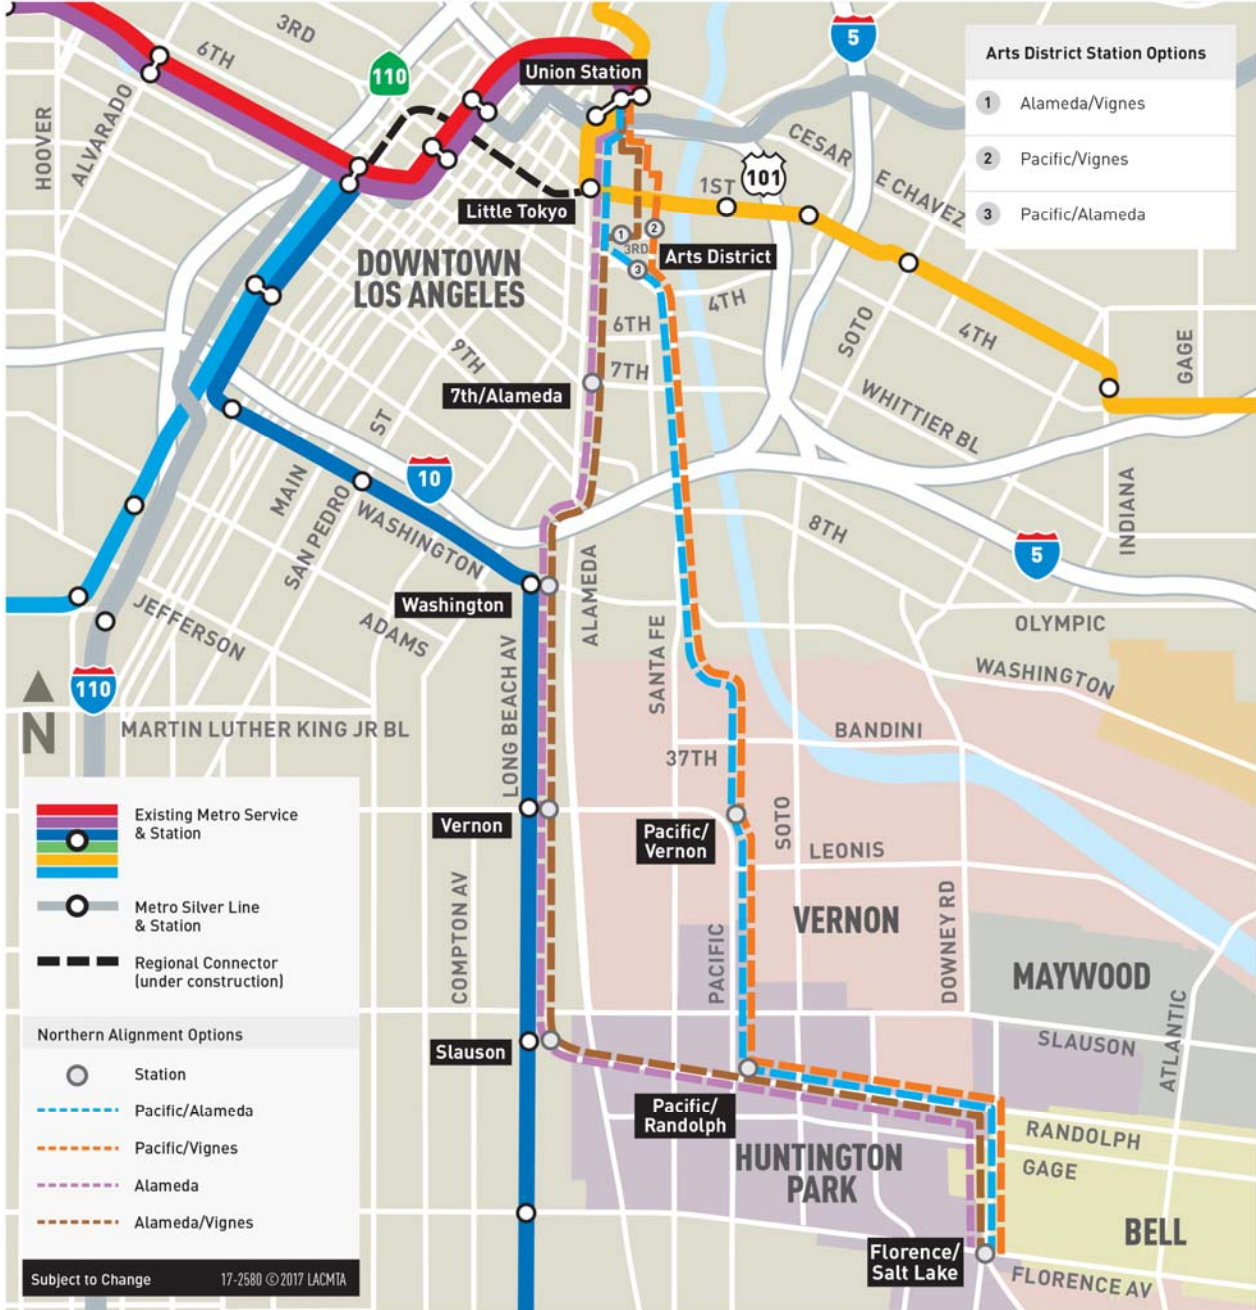 3RD
6TH
110
HOOVER
ALVARADO
Union Station
5
Arts District Station Options
1 Alameda/Vignes
2 Pacific/Vignes
3 Pacific/Alameda
CESAR
E CHAVEZ
101
1ST
Little Tokyo
1
2
3RD
3
Arts District
DOWNTOWN
LOS ANGELES
4TH
6TH
7TH
9TH
SOTO
4TH
GAGE
7th/Alameda
WHITTIER BL
ST
10
MAIN
SAN PEDRO
WASHINGTON
8TH
INDIANA
5
Washington
ALAMEDA
JEFFERSON
ADAMS
OLYMPIC
SANTA FE
LONG BEACH AV
WASHINGTON
110
N
MARTIN LUTHER KING JR BL
BANDINI
37TH
SOTO
Vernon
Pacific/
Vernon
LEONIS
COMPTON AV
PACIFIC
VERNON
DOWNEY RD
MAYWOOD
ATLANTIC
SLAUSON
Slauson
Pacific/
Randolph
RANDOLPH
GAGE
HUNTINGTON
PARK
BELL
Florence/
Salt Lake
FLORENCE AV
Existing Metro Service
& Station
Metro Silver Line
& Station
Regional Connector
(under construction)
Northern Alignment Options
Station
Pacific/Alameda
Pacific/Vignes
Alameda
Alameda/Vignes
Subject to Change 17-2580 ©2017 LACMTA